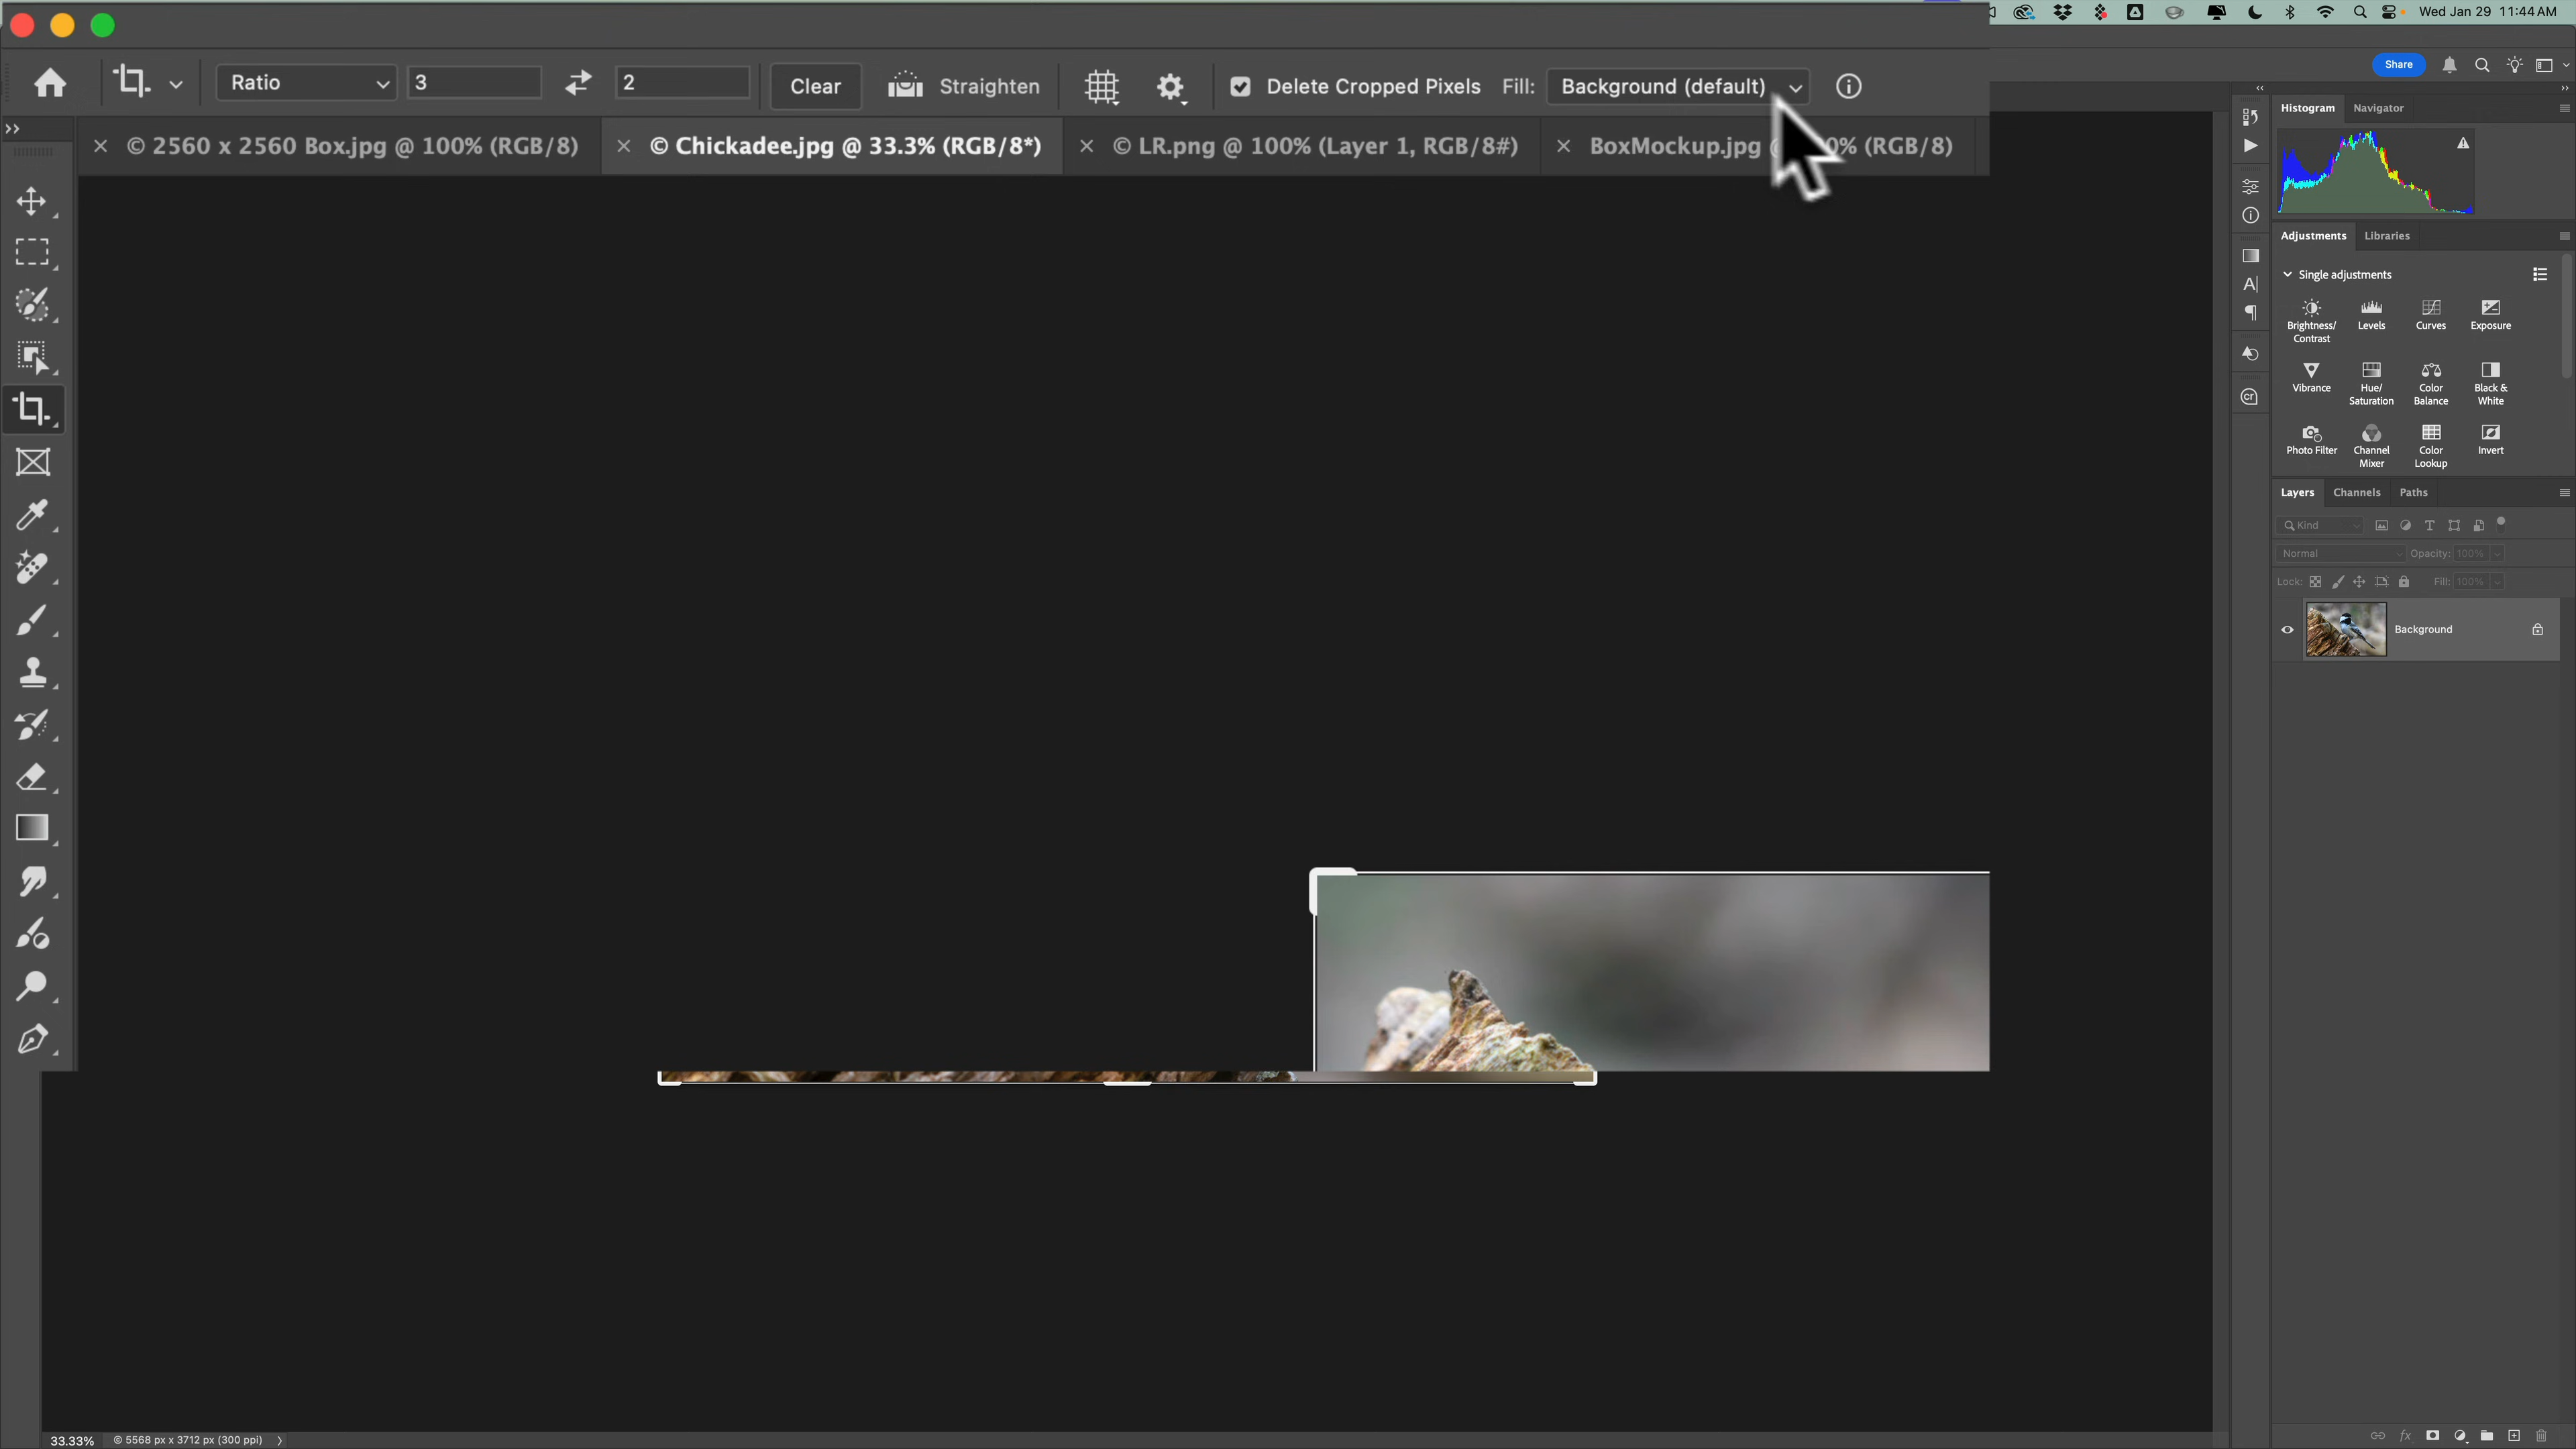 Wed Jan 29 11:44 AM
Ratio 3 2 Clear Straighten Delete Cropped Pixels Fill: Background (default)
Share
© 2560 x 2560 Box.jpg @ 100% (RGB/8) © Chickadee.jpg @ 33.3% (RGB/8*) © LR.png @ 100% (Layer 1, RGB/8#) BoxMockup.jpg 0% (RGB/8)
Histogram Navigator
Adjustments Libraries
Single adjustments
Brightness/
Contrast
Levels
Curves
Exposure
Vibrance
Hue/
Saturation
Color
Balance
Black &
White
Photo Filter
Channel
Mixer
Color
Lookup
Invert
Layers Channels Paths
Kind
Normal Opacity: 100%
Lock: Fill: 100%
Background
33.33% © 5568 px x 3712 px (300 ppi)